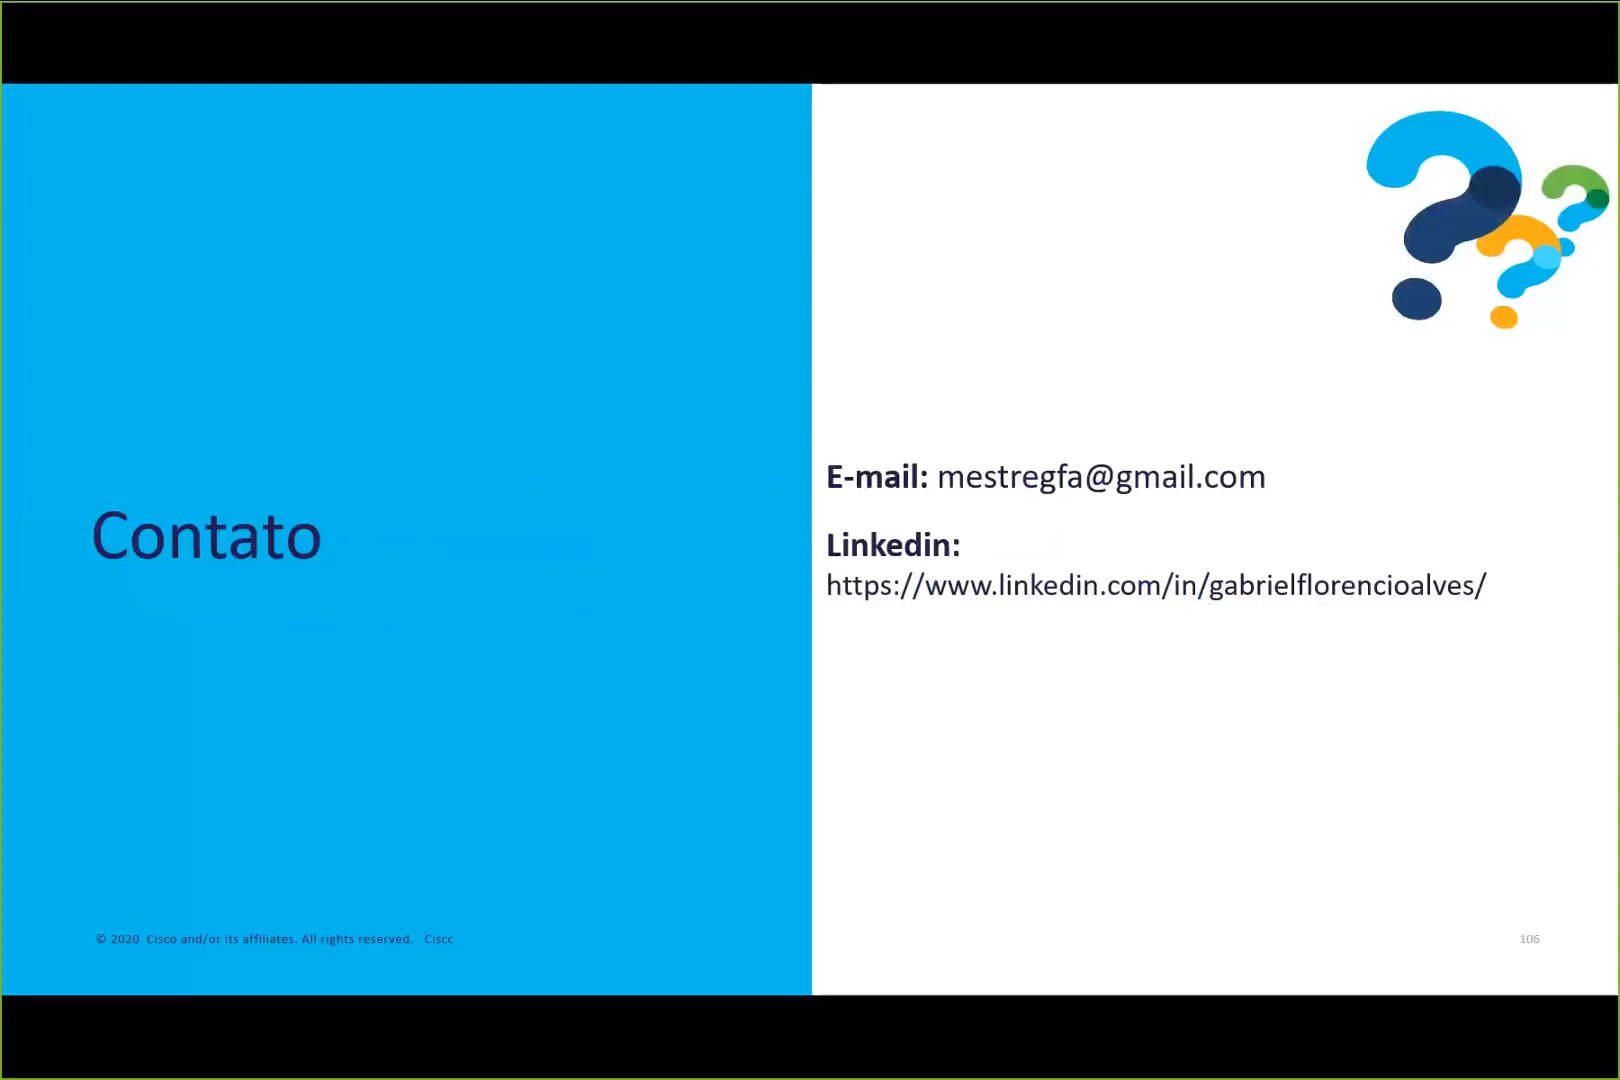 Contato
E-mail: mestregfa@gmail.com
Linkedin:
https://www.linkedin.com/in/gabrielflorencioalves/
© 2020 Cisco and/or its affiliates. All rights reserved. Ciscc
106